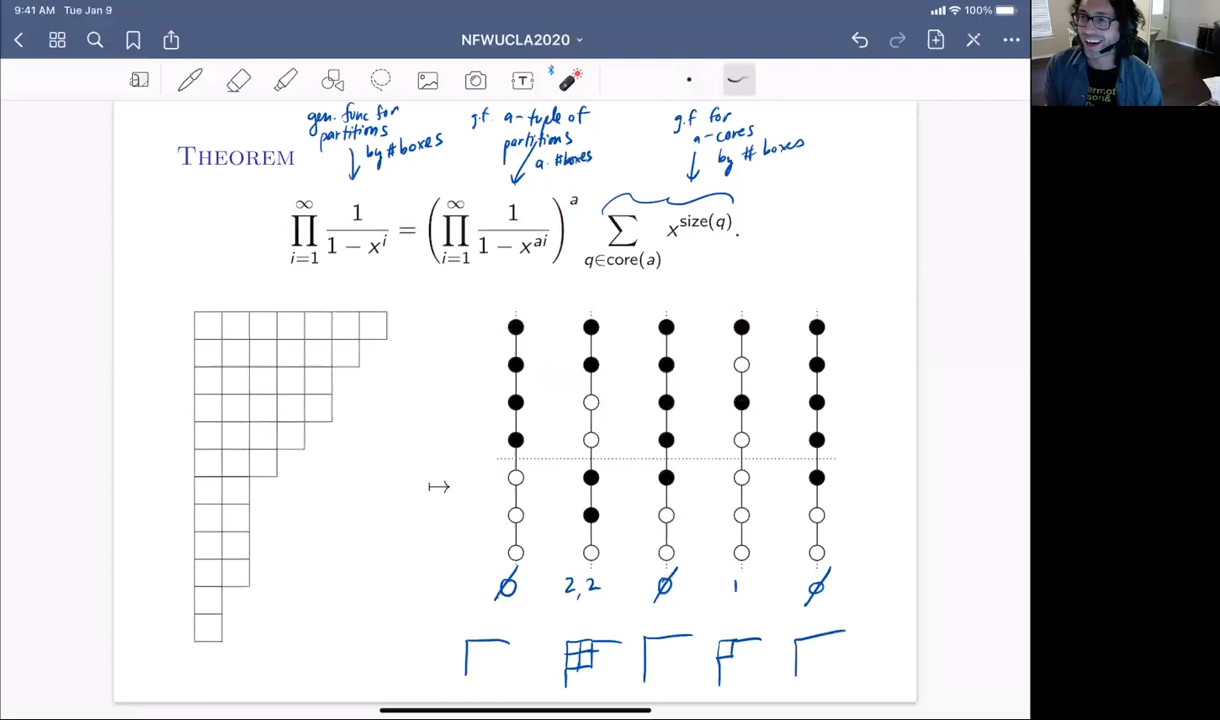 9:41 AM Tue Jan 9
100%
NFWUCLA2020
gen. func for
partitions
by # boxes
g.f. a-tuple of
partitions
a. #boxes
g.f for
a-cores
by # boxes
THEOREM
∏_{i=1}^{∞} 1/(1 − x^i) = (∏_{i=1}^{∞} 1/(1 − x^{ai}))^a ∑_{q∈core(a)} x^{size(q)}.
↦
∅ 2,2 ∅ 1 ∅